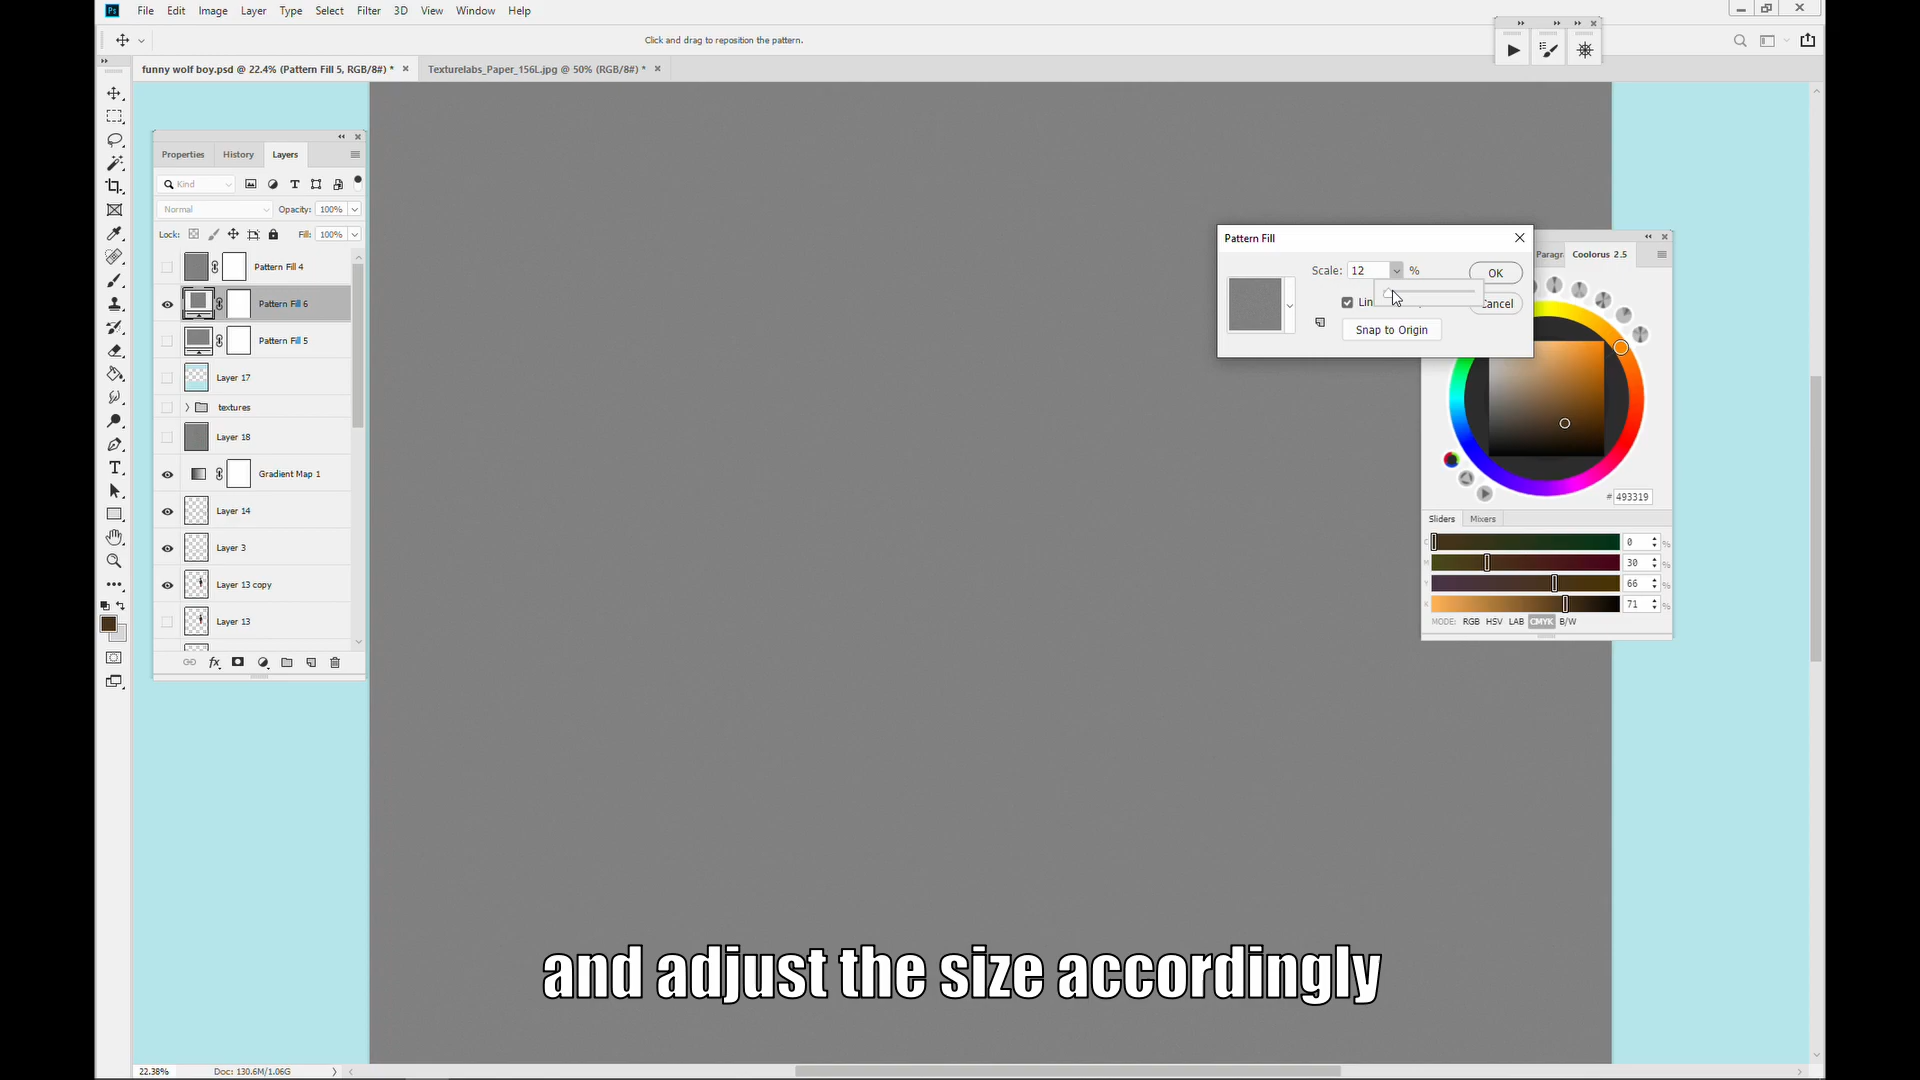 Ps File Edit Image Layer Type Select Filter 3D View Window Help
Click and drag to reposition the pattern.
funny wolf boy.psd @ 22.4% (Pattern Fill 5, RGB/8#) *
Texturelabs_Paper_156L.jpg @ 50% (RGB/8#) *
Properties History Layers
Kind
Normal Opacity: 100%
Lock: Fill: 100%
Pattern Fill 4
Pattern Fill 6
Pattern Fill 5
Layer 17
textures
Layer 18
Gradient Map 1
Layer 14
Layer 3
Layer 13 copy
Layer 13
fx
Pattern Fill
Scale: 12 %
OK
Lin
Cancel
Snap to Origin
Paragra Coolorus 2.5
# 493319
Sliders Mixers
C 0 %
M 30 %
Y 66 %
K 71 %
MODE: RGB HSV LAB CMYK B/W
and adjust the size accordingly
22.38% Doc: 130.6M/1.06G